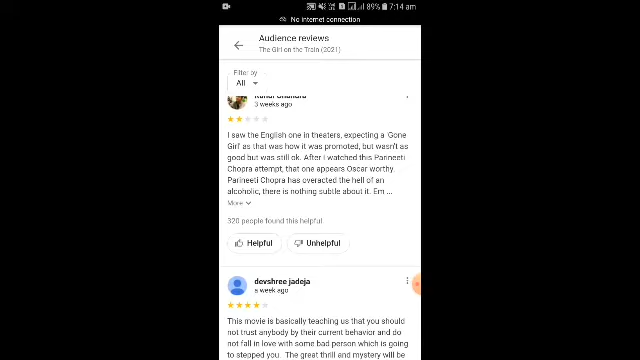 89% 7:14 am
No internet connection
Audience reviews
The Girl on the Train (2021)
Filter by
All
3 weeks ago
I saw the English one in theaters, expecting a 'Gone
Girl' as that was how it was promoted, but wasn't as
good but was still ok. After I watched this Parineeti
Chopra attempt, that one appears Oscar worthy.
Parineeti Chopra has overacted the hell of an
alcoholic, there is nothing subtle about it. Em ...
More
320 people found this helpful.
Helpful Unhelpful
devshree jadeja
a week ago
This movie is basically teaching us that you should
not trust anybody by their current behavior and do
not fall in love with some bad person which is going
to stepped you. The great thrill and mystery will be